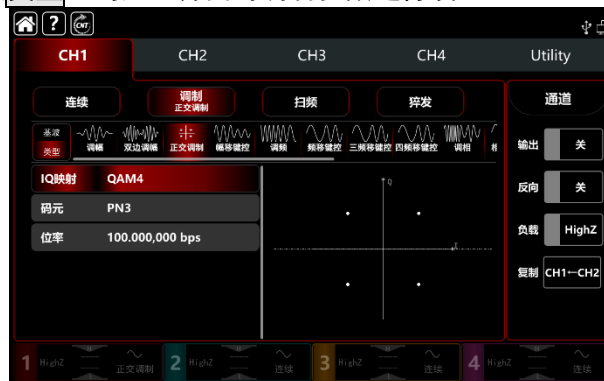 ?
CNT
CH1 CH2 CH3 CH4 Utility
连续 调制 正交调制 扫频 猝发 通道
基波 类型
调幅 双边调幅 正交调制 幅移键控 调频 频移键控 三频移键控 四频移键控 调相
输出 关
IQ映射 QAM4
反向 关
码元 PN3
位率 100.000,000 bps
负载 HighZ
复制 CH1←CH2
Q
I
1 HighZ 正交调制 2 HighZ 连续 3 HighZ 连续 4 HighZ 连续